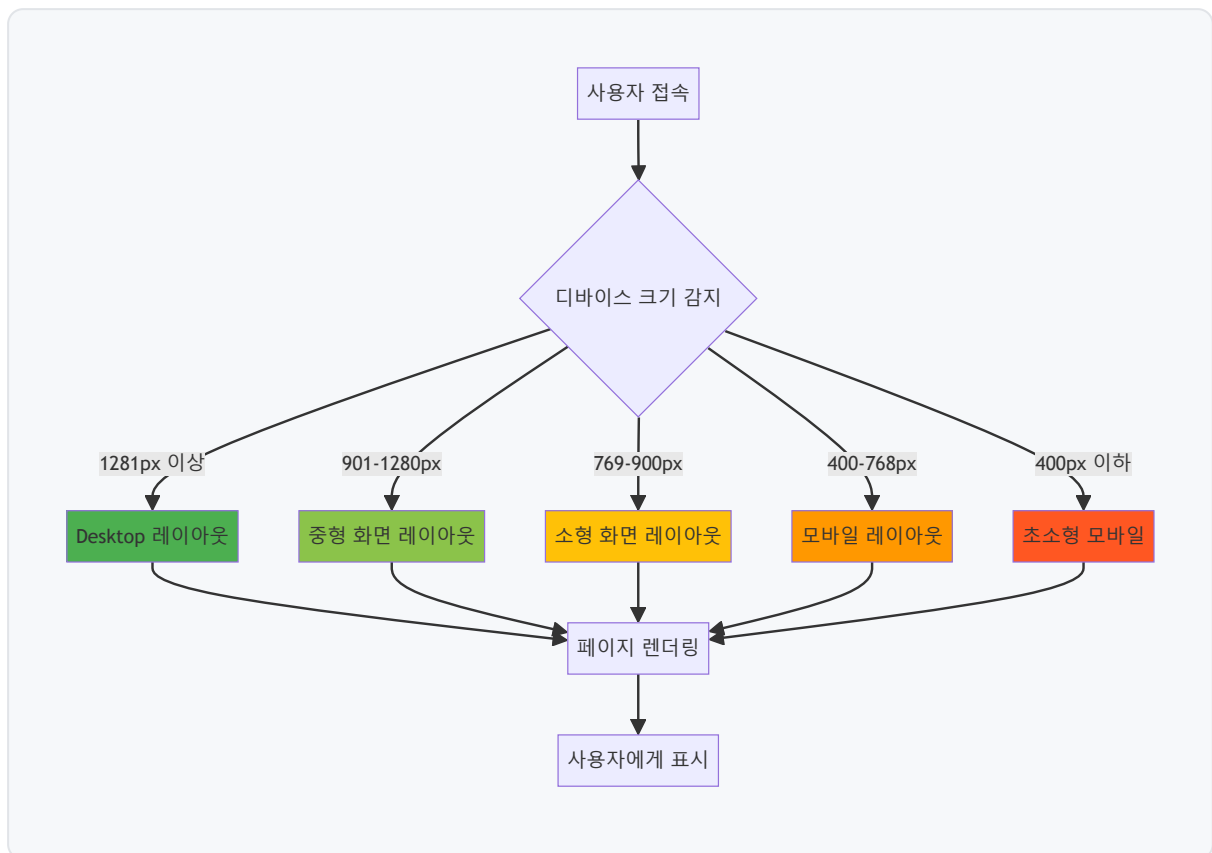 사용자 접속
디바이스 크기 감지
1281px 이상
901-1280px
769-900px
400-768px
400px 이하
Desktop 레이아웃
중형 화면 레이아웃
소형 화면 레이아웃
모바일 레이아웃
초소형 모바일
페이지 렌더링
사용자에게 표시